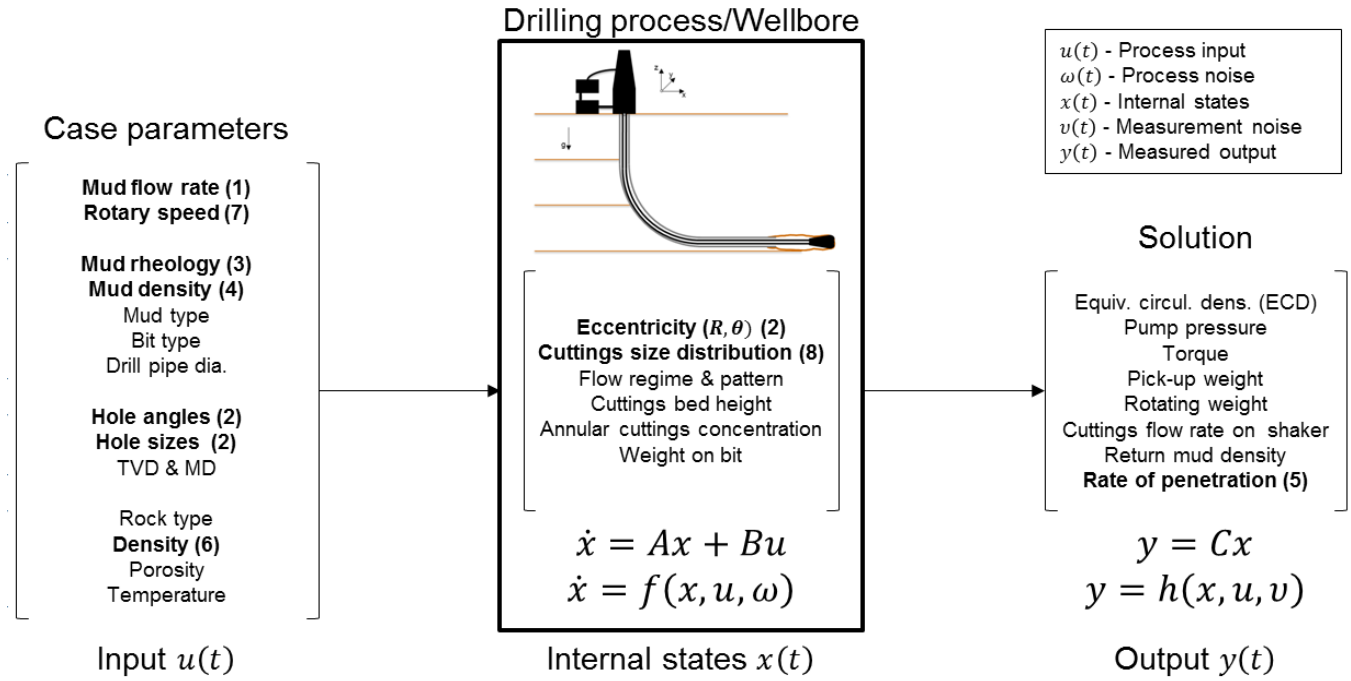 Drilling process/Wellbore
z
y
x
g
u(t) - Process input
ω(t) - Process noise
x(t) - Internal states
υ(t) - Measurement noise
y(t) - Measured output
Case parameters
Mud flow rate (1)
Rotary speed (7)
Mud rheology (3)
Mud density (4)
Mud type
Bit type
Drill pipe dia.
Hole angles (2)
Hole sizes (2)
TVD & MD
Rock type
Density (6)
Porosity
Temperature
Input u(t)
Eccentricity (R, θ) (2)
Cuttings size distribution (8)
Flow regime & pattern
Cuttings bed height
Annular cuttings concentration
Weight on bit
ẋ = Ax + Bu
ẋ = f(x, u, ω)
Internal states x(t)
Solution
Equiv. circul. dens. (ECD)
Pump pressure
Torque
Pick-up weight
Rotating weight
Cuttings flow rate on shaker
Return mud density
Rate of penetration (5)
y = Cx
y = h(x, u, υ)
Output y(t)